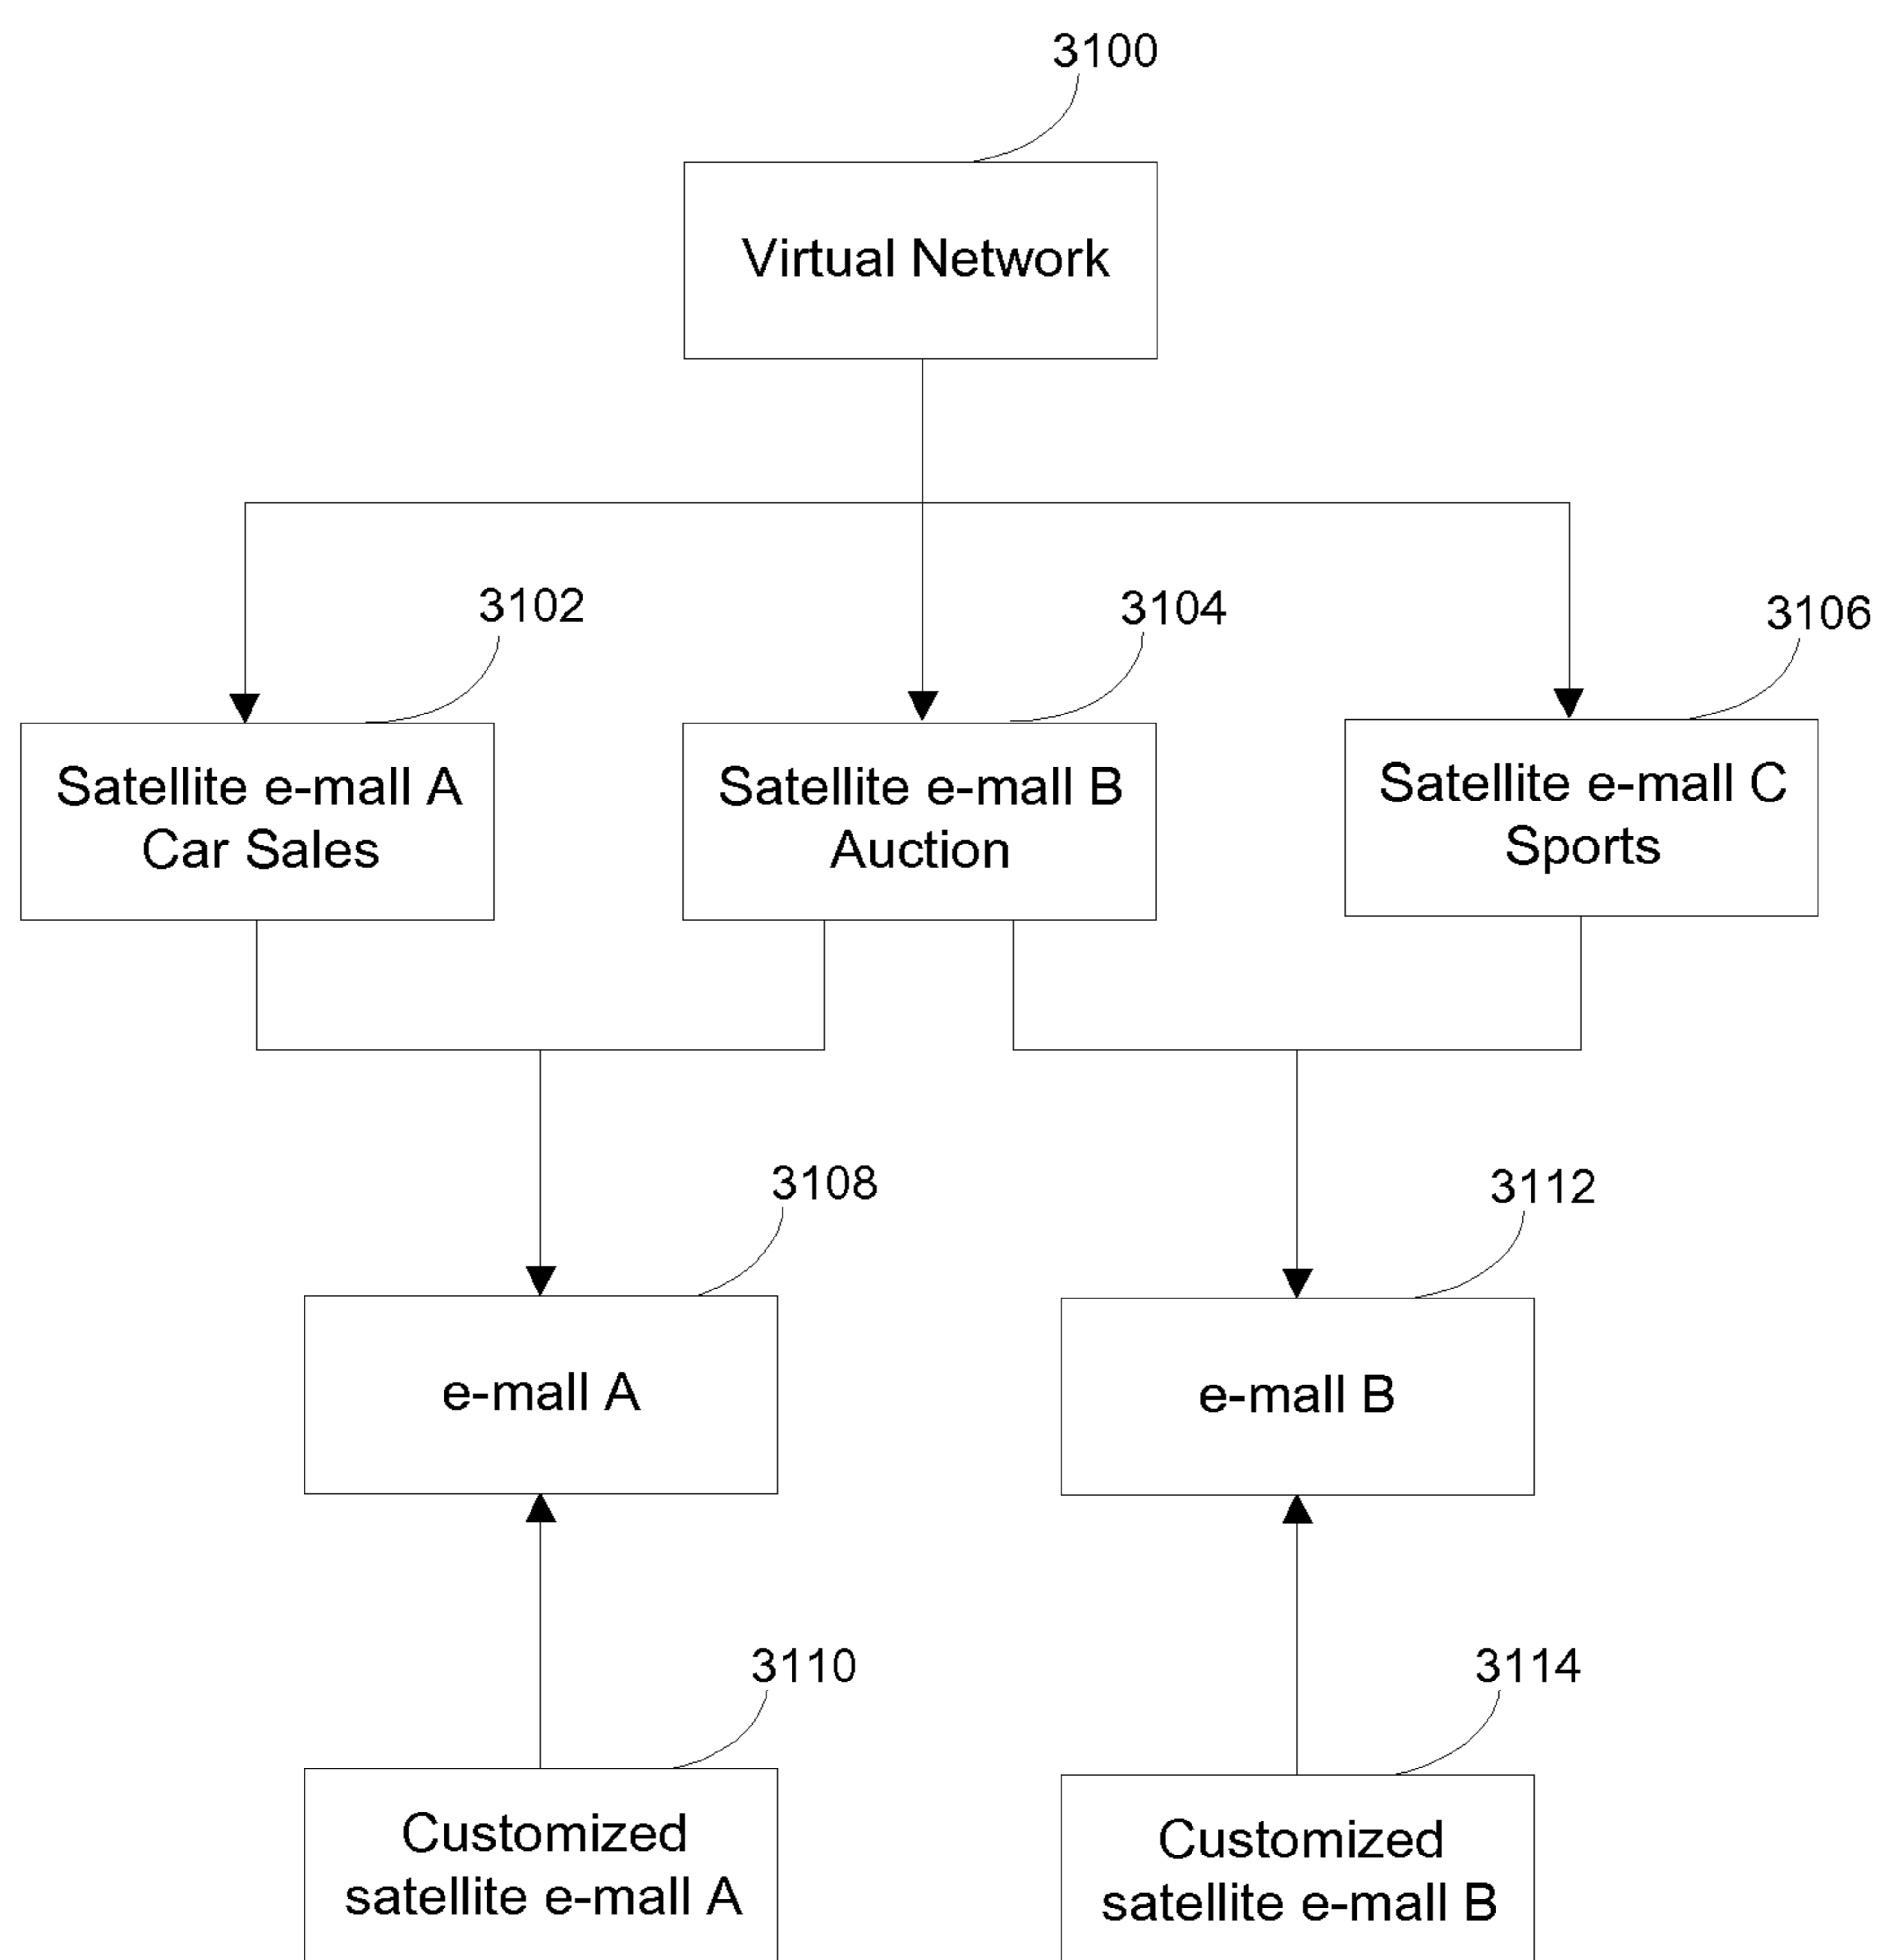 3100
Virtual Network
3102
3104
3106
Satellite e-mall A
Car Sales
Satellite e-mall B
Auction
Satellite e-mall C
Sports
3108
3112
e-mall A
e-mall B
3110
3114
Customized
satellite e-mall A
Customized
satellite e-mall B